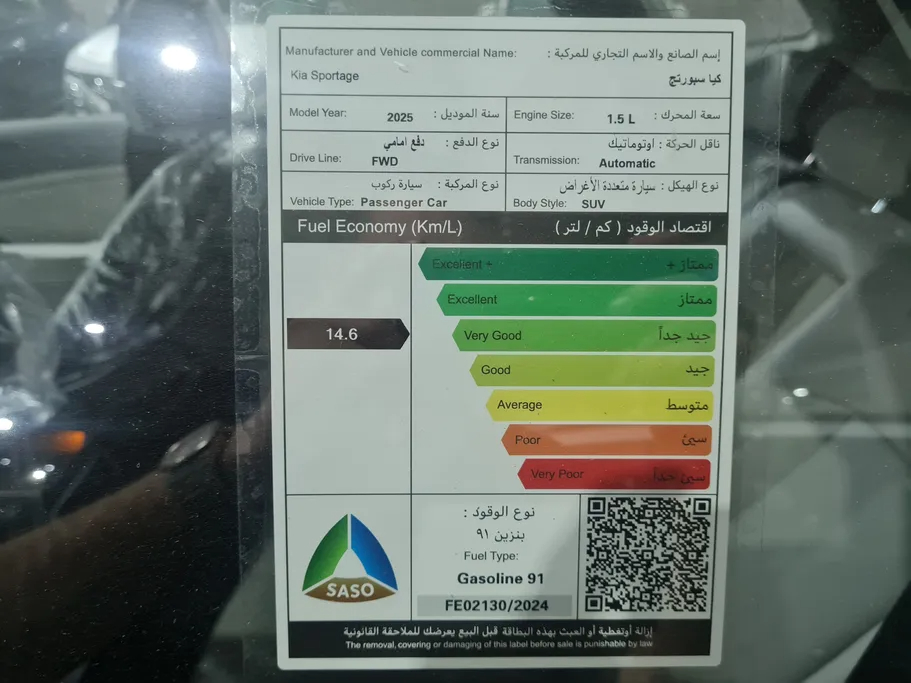 Manufacturer and Vehicle commercial Name: إسم الصانع والاسم التجاري للمركبة :
Kia Sportage كيا سبورتج
Model Year: 2025 سنة الموديل : Engine Size: 1.5 L سعة المحرك :
نوع الدفع : دفع امامي ناقل الحركة : اوتوماتيك
Drive Line: FWD Transmission: Automatic
نوع المركبة : سيارة ركوب نوع الهيكل : سيارة متعددة الأغراض
Vehicle Type: Passenger Car Body Style: SUV
Fuel Economy (Km/L) اقتصاد الوقود ( كم / لتر )
Excellent + ممتاز +
Excellent ممتاز
14.6 Very Good جيد جداً
Good جيد
Average متوسط
Poor سيئ
Very Poor سيئ جداً
نوع الوقود :
بنزين ٩١
Fuel Type:
Gasoline 91
SASO
FE02130/2024
إزالة أوتغطية أو العبث بهذه البطاقة قبل البيع يعرضك للملاحقة القانونية
The removal, covering or damaging of this label before sale is punishable by law